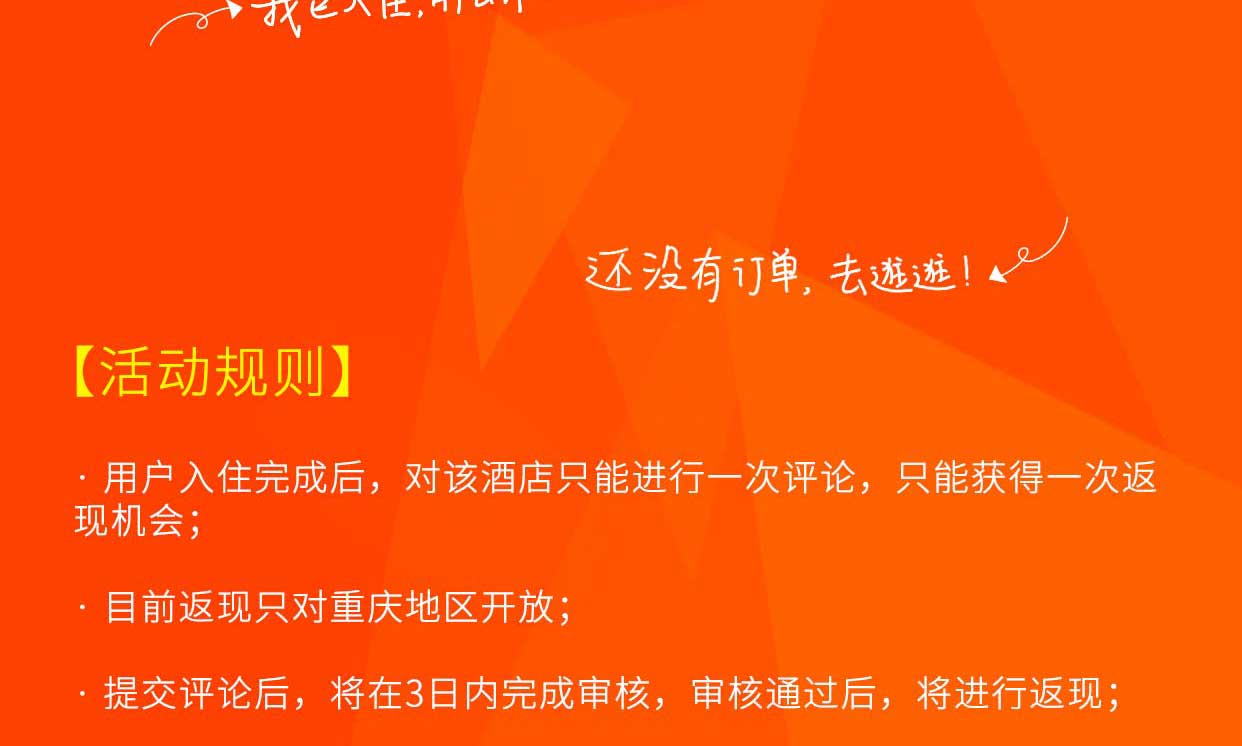 我已入住,
还没有订单, 去逛逛!
【活动规则】
· 用户入住完成后，对该酒店只能进行一次评论，只能获得一次返
现机会；
· 目前返现只对重庆地区开放；
· 提交评论后，将在3日内完成审核，审核通过后，将进行返现；